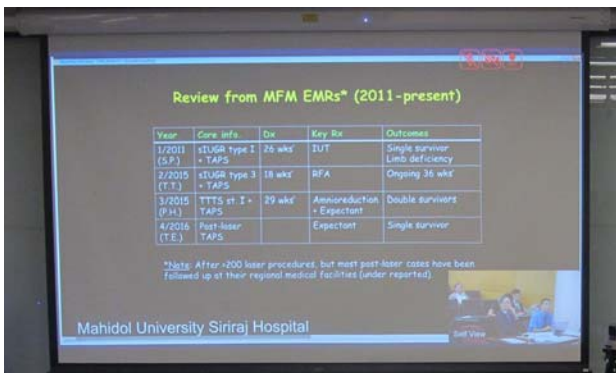 Review from MFM EMRs* (2011-present)
Year Core info. Dx Key Rx Outcomes
1/2011 sIUGR type I 26 wks' IUT Single survivor
(S.P.) + TAPS Limb deficiency
2/2015 sIUGR type 3 18 wks' RFA Ongoing 36 wks'
(T.T.) + TAPS
3/2015 TTTS st. I + 29 wks' Amnioreduction Double survivors
(P.H.) TAPS + Expectant
4/2016 Post-laser Expectant Single survivor
(T.E.) TAPS
*Note: After >200 laser procedures, but most post-laser cases have been
followed up at their regional medical facilities (under reported).
Mahidol University Siriraj Hospital
Self View